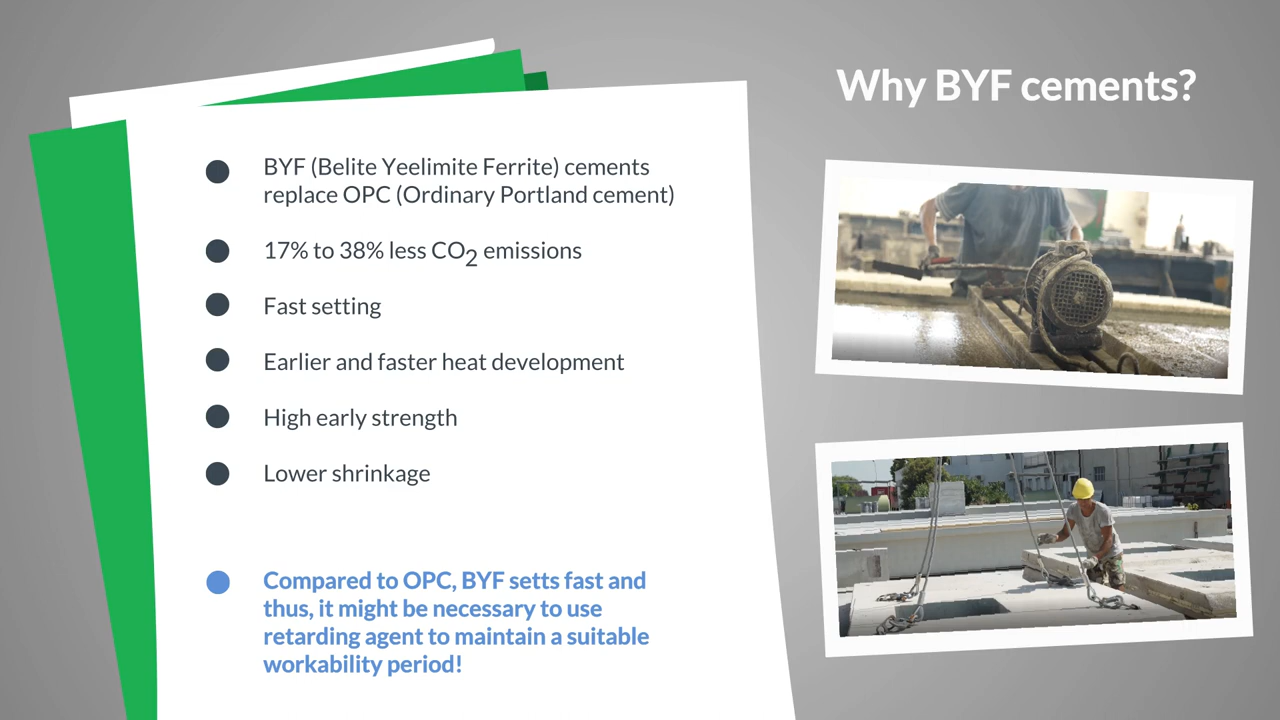 Why BYF cements?
BYF (Belite Yeelimite Ferrite) cements
replace OPC (Ordinary Portland cement)
17% to 38% less CO2 emissions
Fast setting
Earlier and faster heat development
High early strength
Lower shrinkage
Compared to OPC, BYF setts fast and
thus, it might be necessary to use
retarding agent to maintain a suitable
workability period!